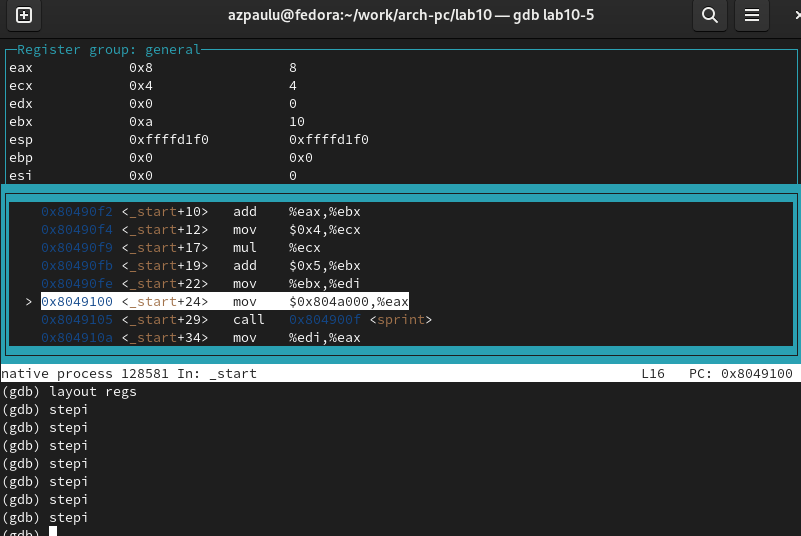 azpaulu@fedora:~/work/arch-pc/lab10 — gdb lab10-5
Register group: general
eax 0x8 8
ecx 0x4 4
edx 0x0 0
ebx 0xa 10
esp 0xffffd1f0 0xffffd1f0
ebp 0x0 0x0
esi 0x0 0
0x80490f2 <_start+10> add %eax,%ebx
0x80490f4 <_start+12> mov $0x4,%ecx
0x80490f9 <_start+17> mul %ecx
0x80490fb <_start+19> add $0x5,%ebx
0x80490fe <_start+22> mov %ebx,%edi
> 0x8049100 <_start+24> mov $0x804a000,%eax
0x8049105 <_start+29> call 0x804900f <sprint>
0x804910a <_start+34> mov %edi,%eax
native process 128581 In: _start L16 PC: 0x8049100
(gdb) layout regs
(gdb) stepi
(gdb) stepi
(gdb) stepi
(gdb) stepi
(gdb) stepi
(gdb) stepi
(gdb) stepi
(gdb)